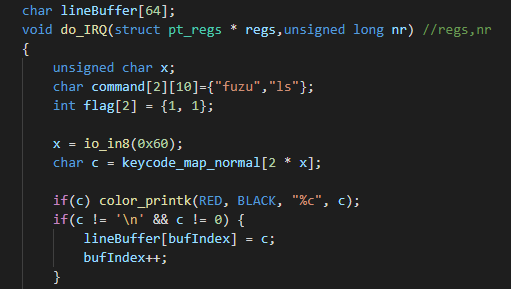 char lineBuffer[64];
void do_IRQ(struct pt_regs * regs,unsigned long nr) //regs,nr
{
    unsigned char x;
    char command[2][10]={"fuzu","ls"};
    int flag[2] = {1, 1};

    x = io_in8(0x60);
    char c = keycode_map_normal[2 * x];

    if(c) color_printk(RED, BLACK, "%c", c);
    if(c != '\n' && c != 0) {
        lineBuffer[bufIndex] = c;
        bufIndex++;
    }